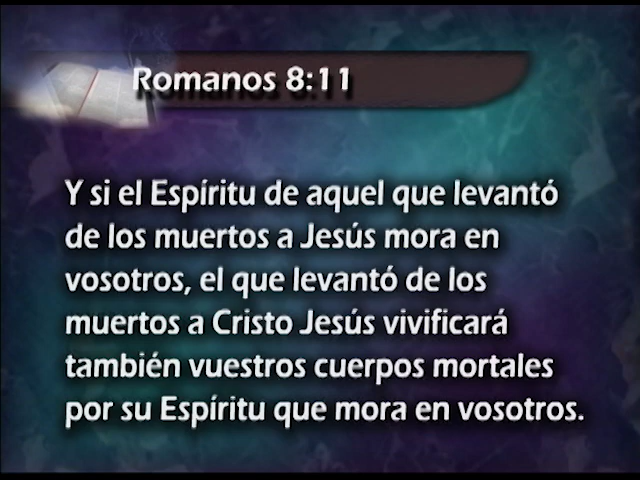 Romanos 8:11
Y si el Espíritu de aquel que levantó
de los muertos a Jesús mora en
vosotros, el que levantó de los
muertos a Cristo Jesús vivificará
también vuestros cuerpos mortales
por su Espíritu que mora en vosotros.